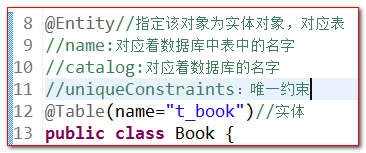 8 @Entity//指定该对象为实体对象，对应表
9 //name:对应着数据库中表中的名字
10 //catalog:对应着数据库的名字
11 //uniqueConstraints：唯一约束
12 @Table(name="t_book")//实体
13 public class Book {